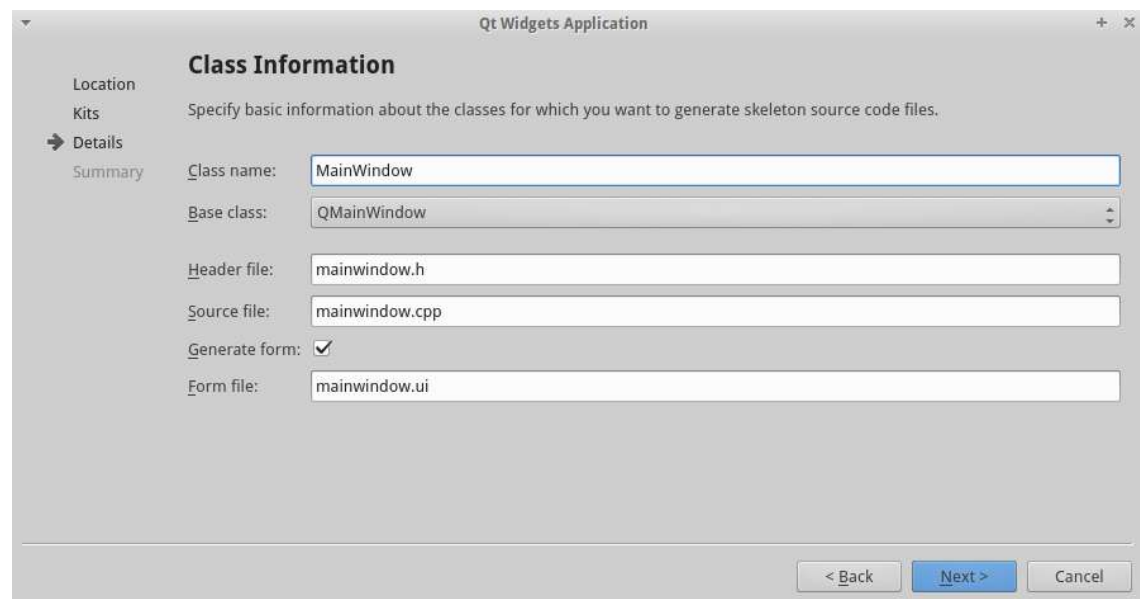 Qt Widgets Application
Location
Kits
Details
Summary
Class Information
Specify basic information about the classes for which you want to generate skeleton source code files.
Class name: MainWindow
Base class: QMainWindow
Header file: mainwindow.h
Source file: mainwindow.cpp
Generate form:
Form file: mainwindow.ui
< Back Next > Cancel